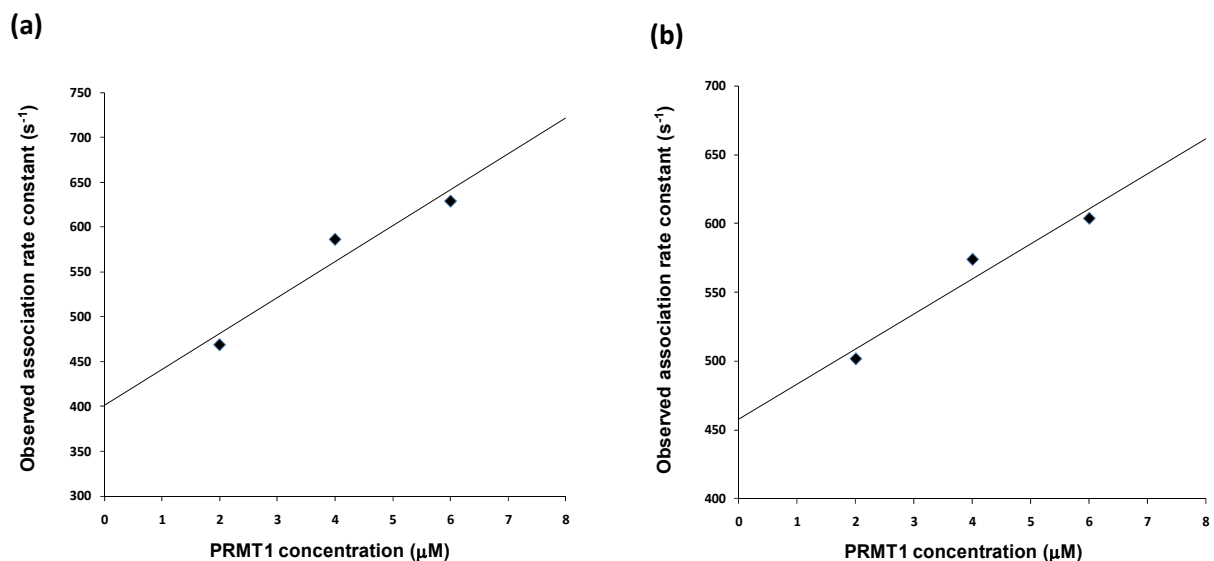 (a)
Observed association rate constant (s-1)
750
700
650
600
550
500
450
400
350
300
0 1 2 3 4 5 6 7 8
PRMT1 concentration (μM)
(b)
Observed association rate constant (s-1)
700
650
600
550
500
450
400
0 1 2 3 4 5 6 7 8
PRMT1 concentration (μM)